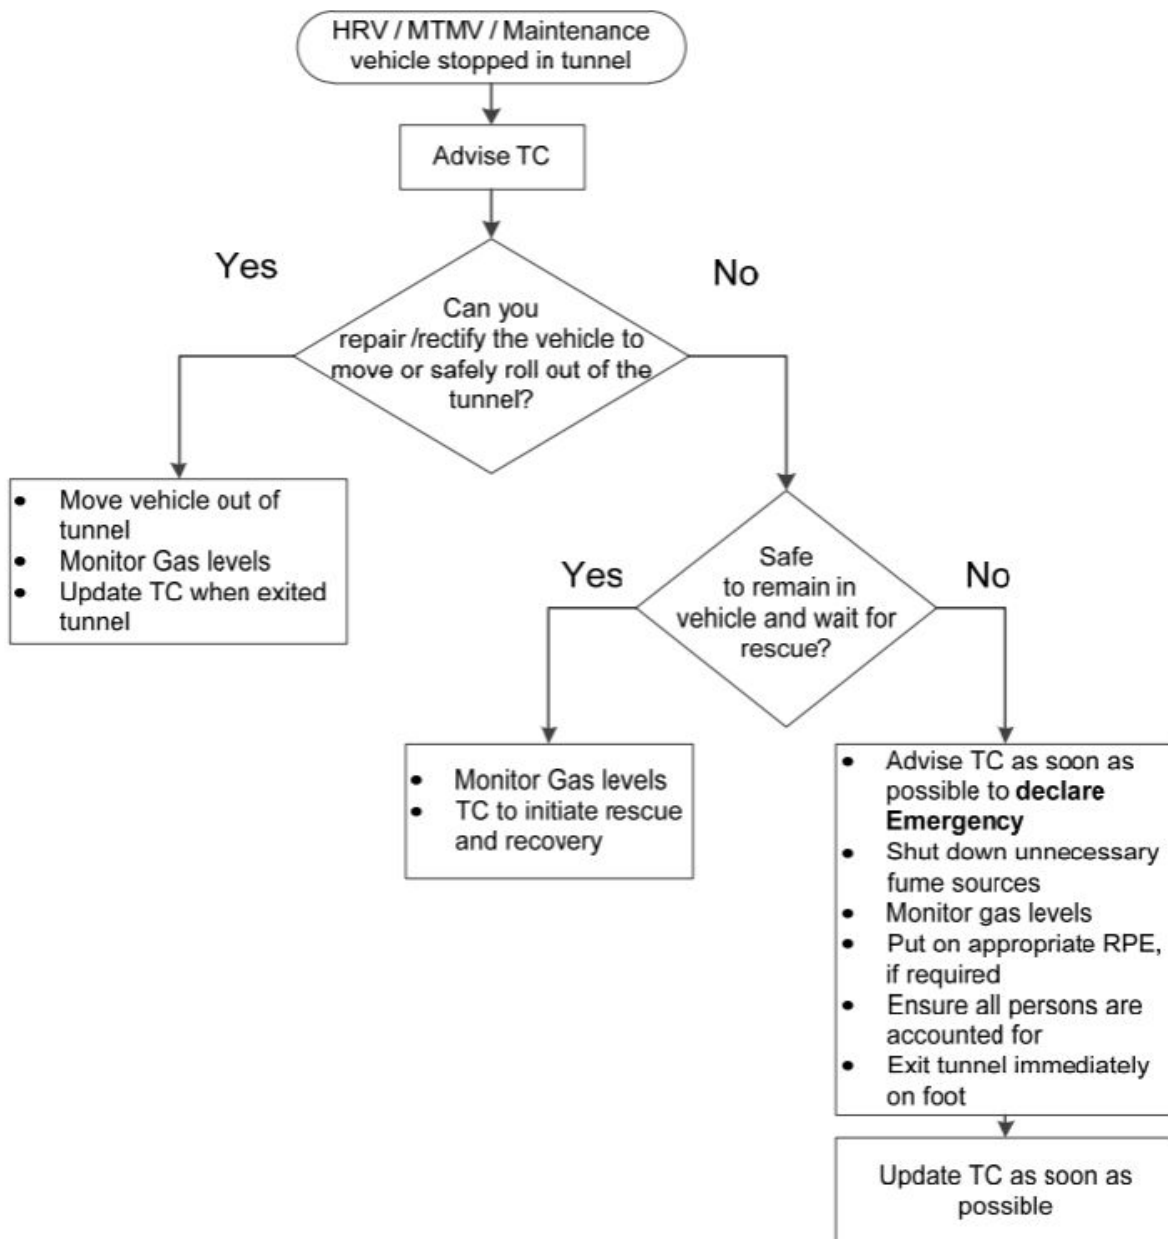 HRV / MTMV / Maintenance
vehicle stopped in tunnel
Advise TC
Yes
No
Can you
repair /rectify the vehicle to
move or safely roll out of the
tunnel?
• Move vehicle out of
tunnel
• Monitor Gas levels
• Update TC when exited
tunnel
Yes
No
Safe
to remain in
vehicle and wait for
rescue?
• Monitor Gas levels
• TC to initiate rescue
and recovery
• Advise TC as soon as
possible to declare
Emergency
• Shut down unnecessary
fume sources
• Monitor gas levels
• Put on appropriate RPE,
if required
• Ensure all persons are
accounted for
• Exit tunnel immediately
on foot
Update TC as soon as
possible